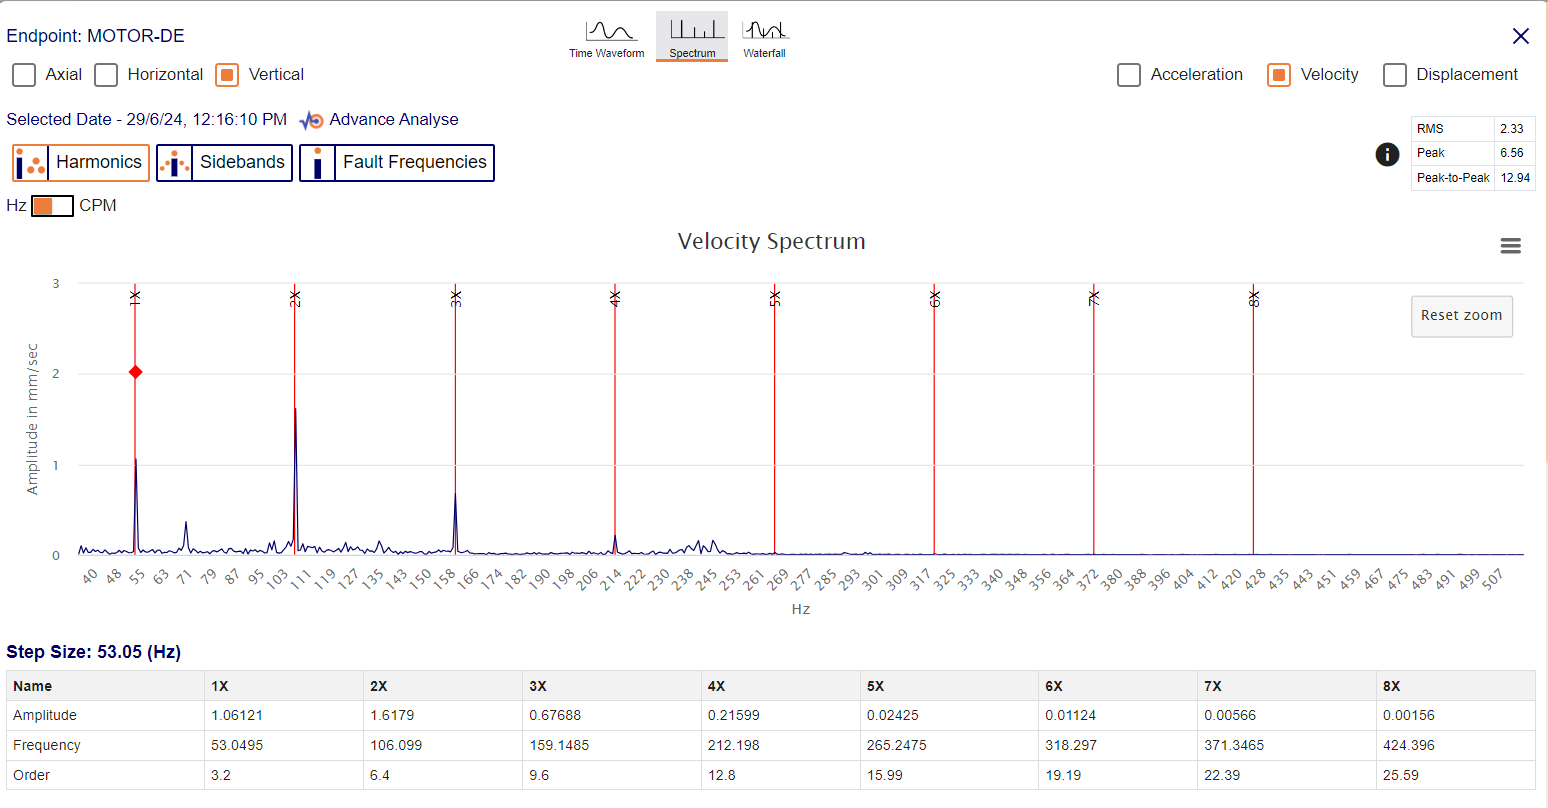 Endpoint: MOTOR-DE
Time Waveform
Spectrum
Waterfall
Axial
Horizontal
Vertical
Acceleration
Velocity
Displacement
Selected Date - 29/6/24, 12:16:10 PM
Advance Analyse
RMS 2.33
Peak 6.56
Peak-to-Peak 12.94
Harmonics
Sidebands
Fault Frequencies
Hz
CPM
Velocity Spectrum
Reset zoom
1X 2X 3X 4X 5X 6X 7X 8X
Amplitude in mm/sec
3
2
1
0
40 48 55 63 71 79 87 95 103 111 119 127 135 143 150 158 166 174 182 190 198 206 214 222 230 238 245 253 261 269 277 285 293 301 309 317 325 333 340 348 356 364 372 380 388 396 404 412 420 428 435 443 451 459 467 475 483 491 499 507
Hz
Step Size: 53.05 (Hz)
Name 1X 2X 3X 4X 5X 6X 7X 8X
Amplitude 1.06121 1.6179 0.67688 0.21599 0.02425 0.01124 0.00566 0.00156
Frequency 53.0495 106.099 159.1485 212.198 265.2475 318.297 371.3465 424.396
Order 3.2 6.4 9.6 12.8 15.99 19.19 22.39 25.59